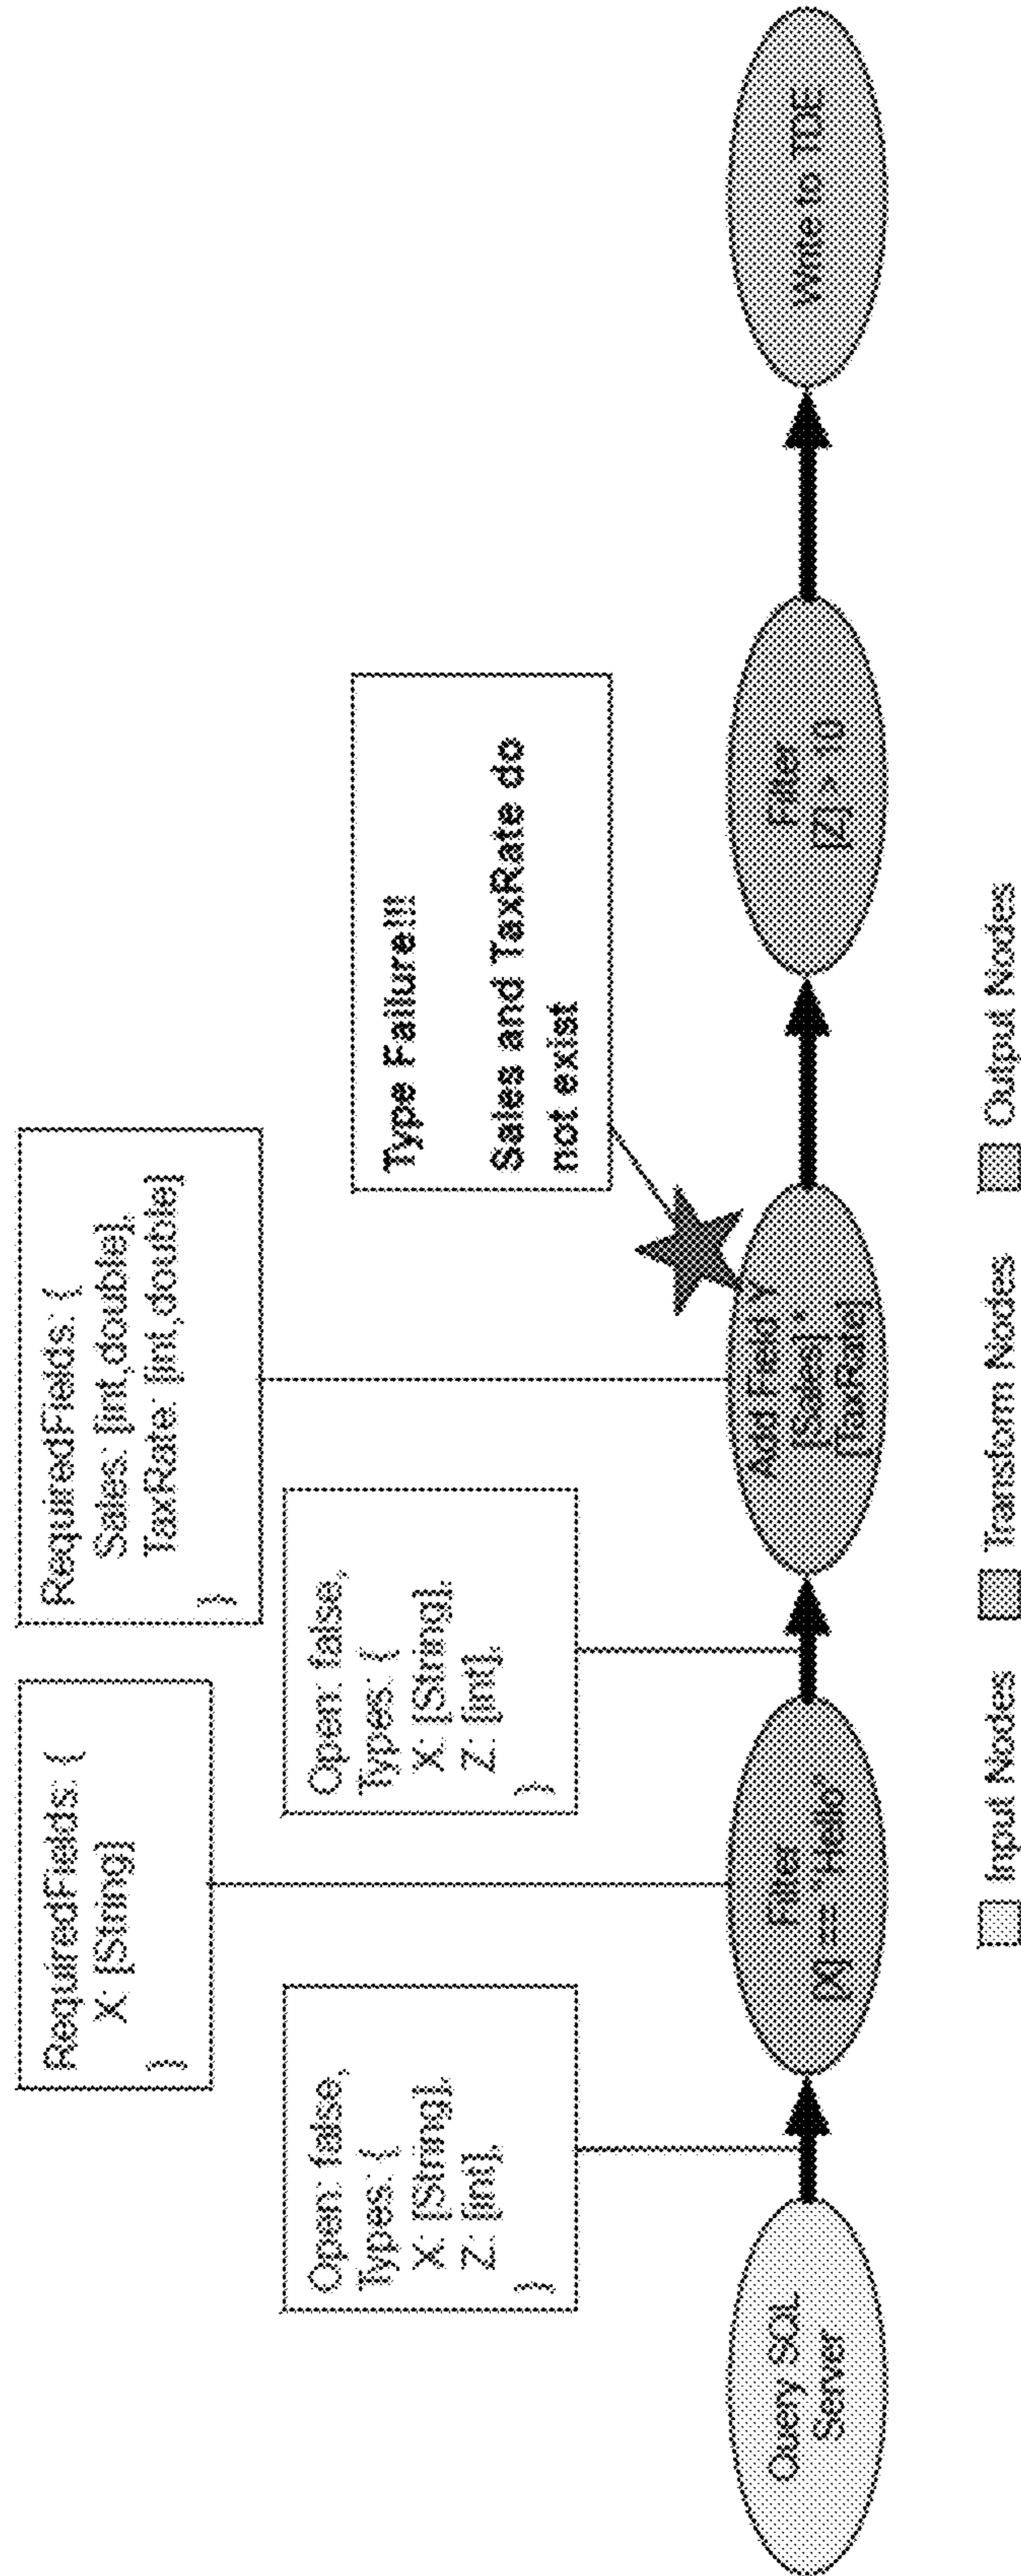 RequiredFields: {
X: [String]
}
RequiredFields: {
Sales: [int,double],
TaxRate: [int,double]
}
Open: false,
Types: {
X: [String],
Z: [int],
}
Open: false,
Types: {
X: [String],
Z: [int],
}
Type Failure!!!
Sales and TaxRate do
not exist
Query SQL
Server
Filter
[X] == 'Hello'
Add Field Y
[Sales] *
[TaxRate]
Filter
[Z] > 10
Write to TDE
Input Nodes
Transform Nodes
Output Nodes